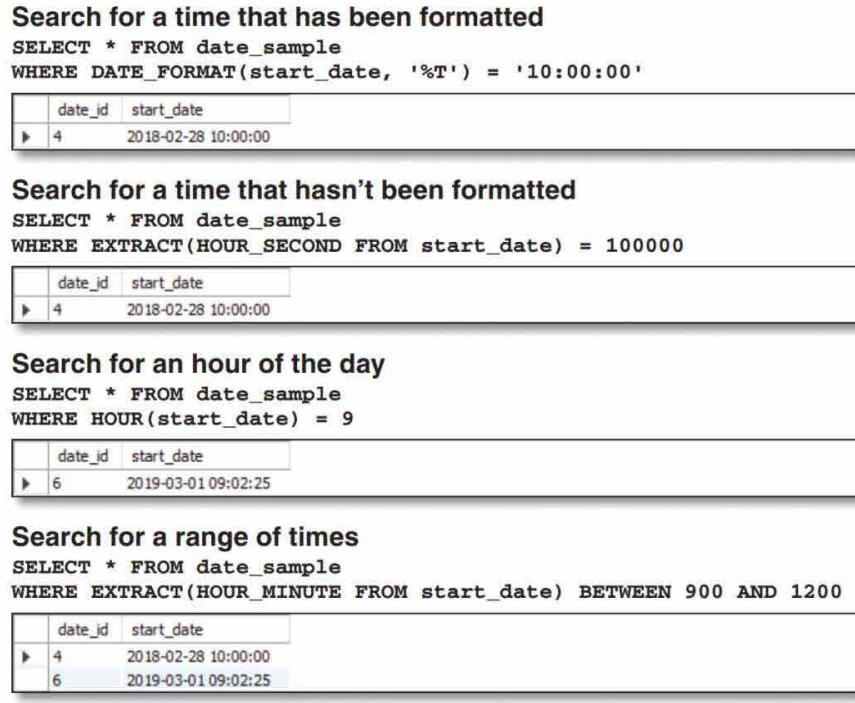 Search for a time that has been formatted
SELECT * FROM date_sample
WHERE DATE_FORMAT(start_date, '%T') = '10:00:00'
date_id start_date
4 2018-02-28 10:00:00
Search for a time that hasn't been formatted
SELECT * FROM date_sample
WHERE EXTRACT(HOUR_SECOND FROM start_date) = 100000
date_id start_date
4 2018-02-28 10:00:00
Search for an hour of the day
SELECT * FROM date_sample
WHERE HOUR(start_date) = 9
date_id start_date
6 2019-03-01 09:02:25
Search for a range of times
SELECT * FROM date_sample
WHERE EXTRACT(HOUR_MINUTE FROM start_date) BETWEEN 900 AND 1200
date_id start_date
4 2018-02-28 10:00:00
6 2019-03-01 09:02:25